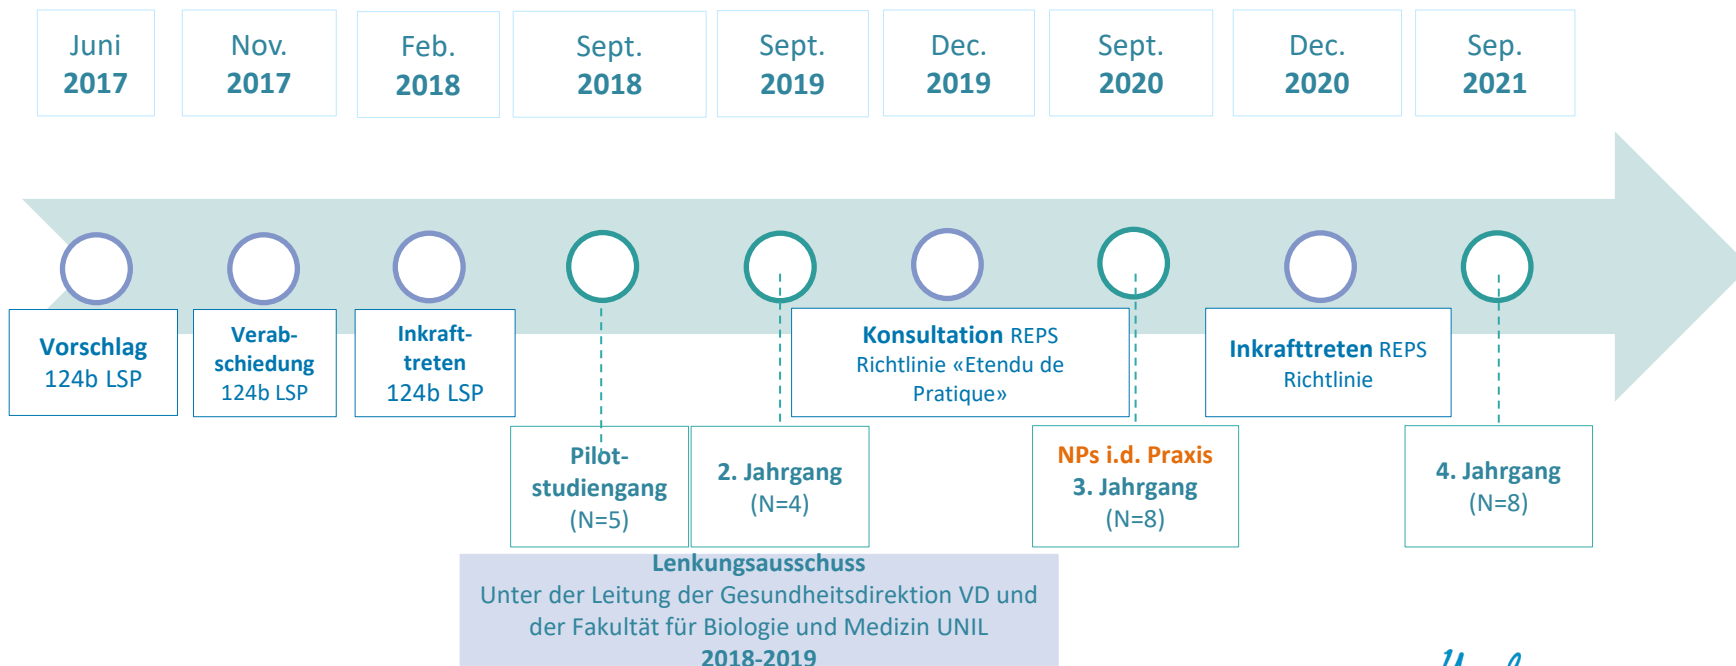 Juni
2017
Nov.
2017
Feb.
2018
Sept.
2018
Sept.
2019
Dec.
2019
Sept.
2020
Dec.
2020
Sep.
2021
Vorschlag
124b LSP
Verab-
schiedung
124b LSP
Inkraft-
treten
124b LSP
Konsultation REPS
Richtlinie «Etendu de
Pratique»
Inkrafttreten REPS
Richtlinie
Pilot-
studiengang
(N=5)
2. Jahrgang
(N=4)
NPs i.d. Praxis
3. Jahrgang
(N=8)
4. Jahrgang
(N=8)
Lenkungsausschuss
Unter der Leitung der Gesundheitsdirektion VD und
der Fakultät für Biologie und Medizin UNIL
2018-2019